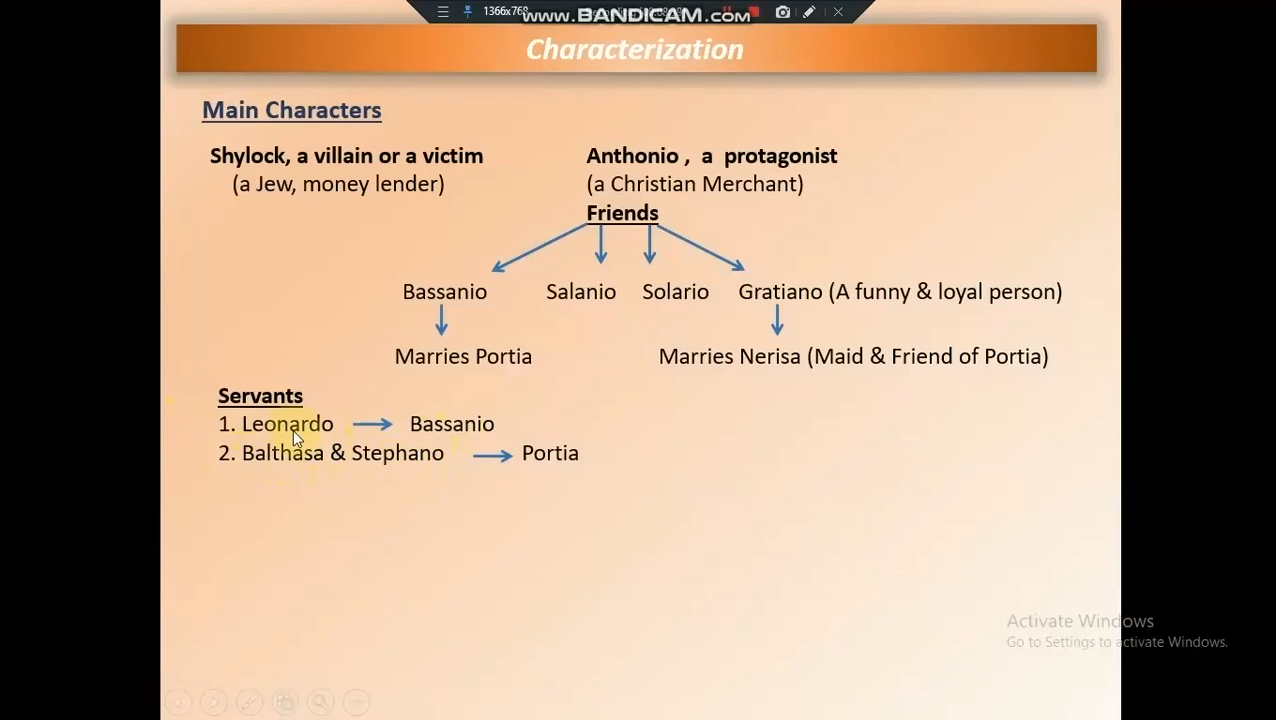 1366x768
www.BANDICAM.com
Characterization
Main Characters
Shylock, a villain or a victim
(a Jew, money lender)
Anthonio , a protagonist
(a Christian Merchant)
Friends
Bassanio Salanio Solario Gratiano (A funny & loyal person)
Marries Portia Marries Nerisa (Maid & Friend of Portia)
Servants
1. Leonardo Bassanio
2. Balthasa & Stephano Portia
Activate Windows
Go to Settings to activate Windows.